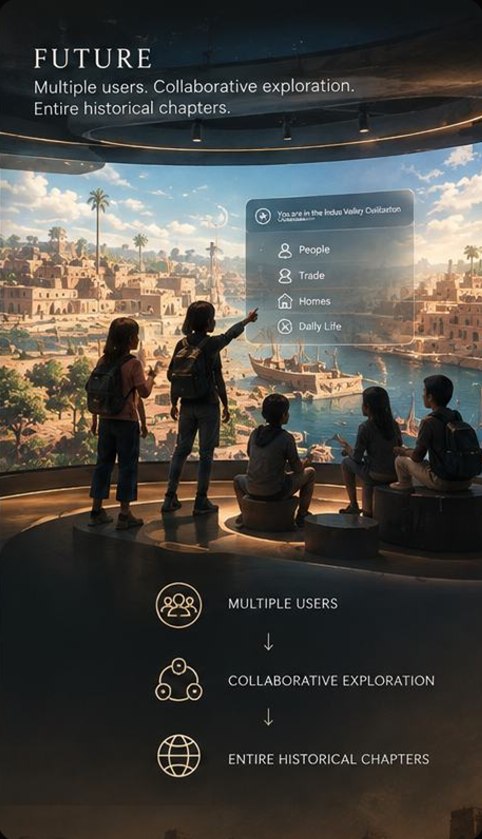 FUTURE
Multiple users. Collaborative exploration.
Entire historical chapters.
You are in the Indus Valley
People
Trade
Homes
Daily Life
MULTIPLE USERS
COLLABORATIVE EXPLORATION
ENTIRE HISTORICAL CHAPTERS